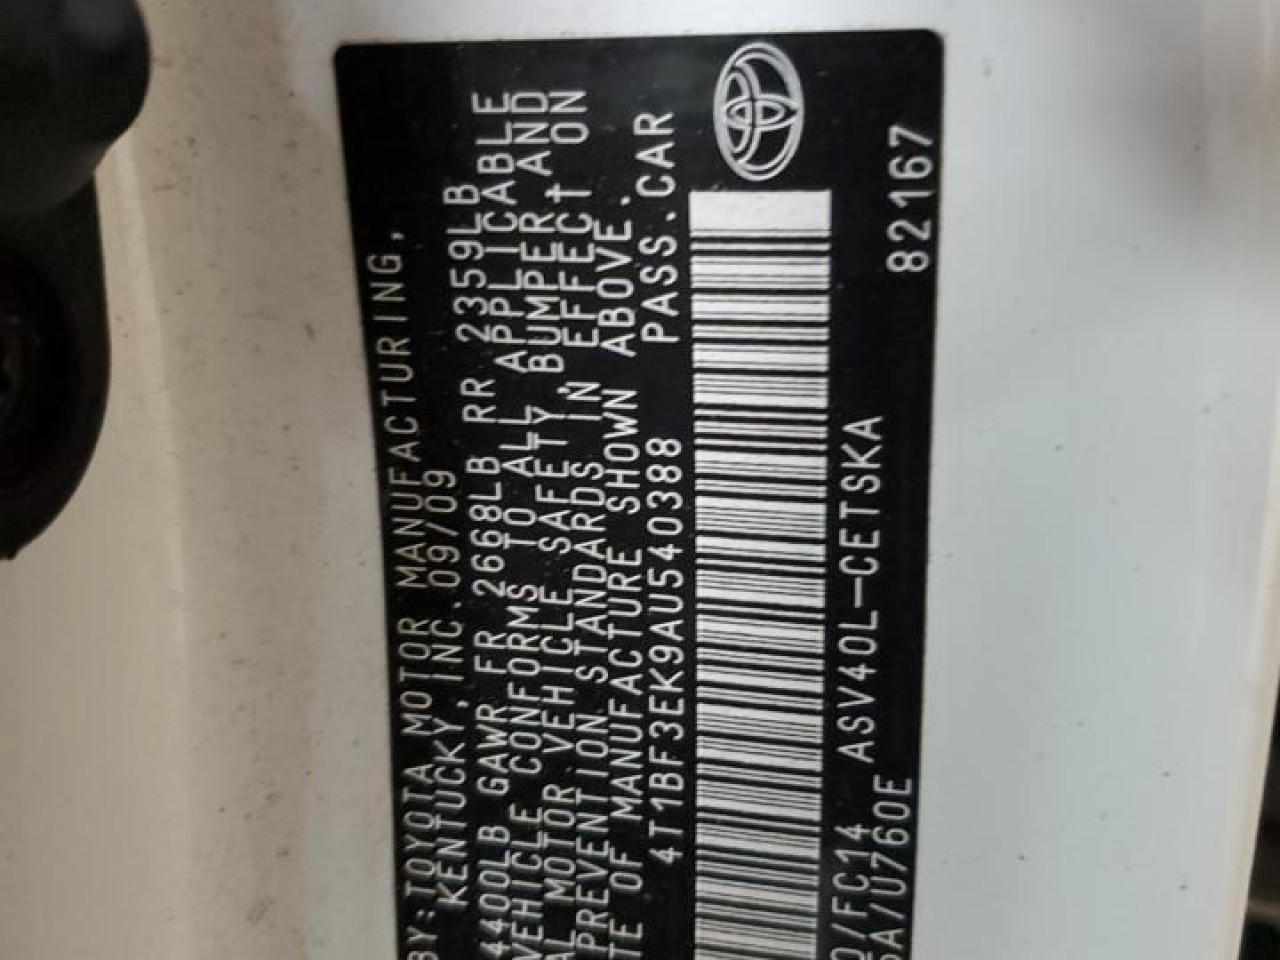 BY:TOYOTA MOTOR MANUFACTURING,
KENTUCKY, INC. 09/09
4400LB GAWR FR 2668LB RR 2359LB
VEHICLE CONFORMS TO ALL APPLICABLE
AL MOTOR VEHICLE SAFETY, BUMPER AND
PREVENTION STANDARDS IN EFFECT ON
TE OF MANUFACTURE SHOWN ABOVE.
4T1BF3EK9AU540388 PASS.CAR
/FC14 ASV40L-CETSKA 82167
A/U760E